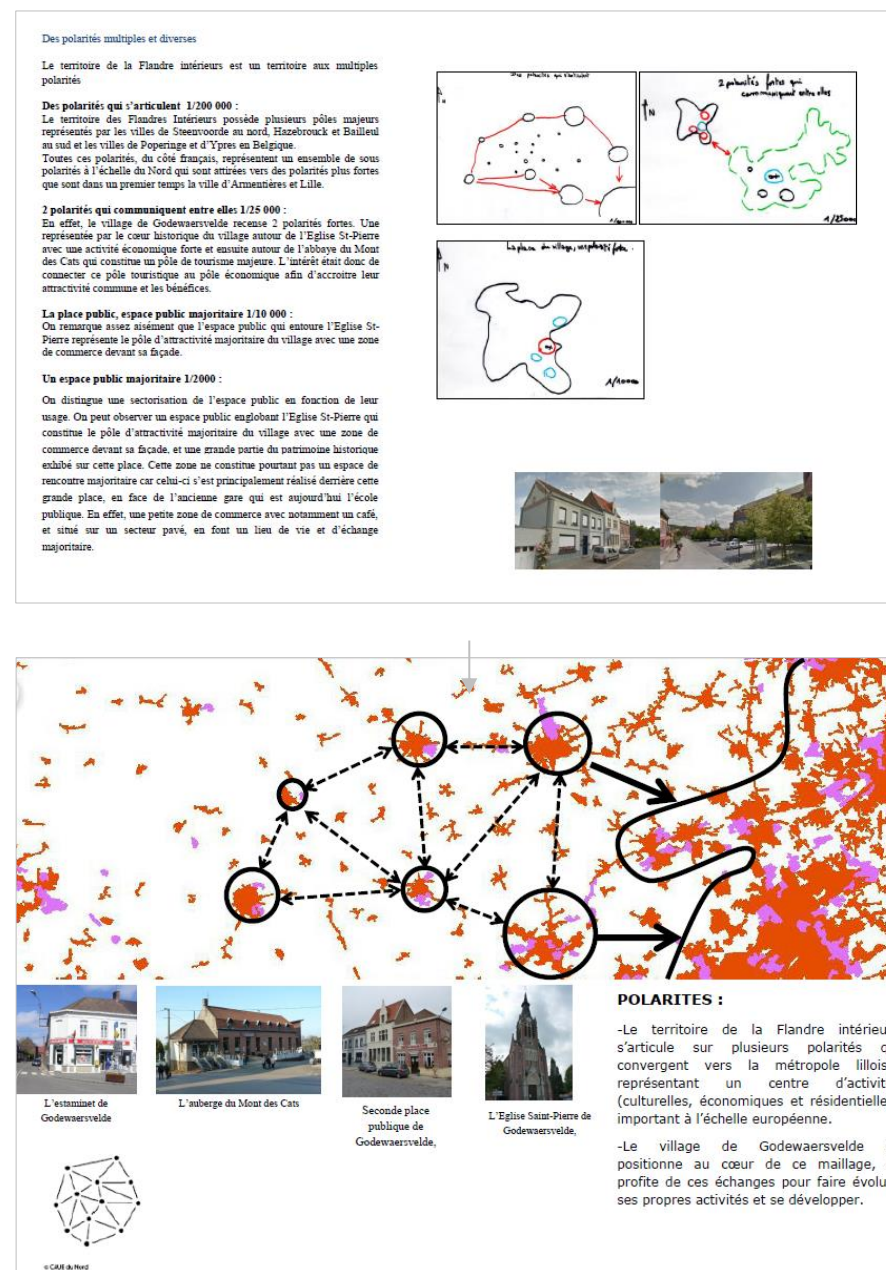 Des polarités multiples et diverses
Le territoire de la Flandre intérieurs est un territoire aux multiples
polarités
Des polarités qui s'articulent 1/200 000 :
Le territoire des Flandres Intérieurs possède plusieurs pôles majeurs
représentés par les villes de Steenvoorde au nord, Hazebrouck et Bailleul
au sud et les villes de Poperinge et d'Ypres en Belgique.
Toutes ces polarités, du côté français, représentent un ensemble de sous
polarités à l'échelle du Nord qui sont attirées vers des polarités plus fortes
que sont dans un premier temps la ville d'Armentières et Lille.
2 polarités qui communiquent entre elles 1/25 000 :
En effet, le village de Godewaersvelde recense 2 polarités fortes. Une
représentée par le cœur historique du village autour de l'Eglise St-Pierre
avec une activité économique forte et ensuite autour de l'abbaye du Mont
des Cats qui constitue un pôle de tourisme majeure. L'intérêt était donc de
connecter ce pôle touristique au pôle économique afin d'accroitre leur
attractivité commune et les bénéfices.
La place public, espace public majoritaire 1/10 000 :
On remarque assez aisément que l'espace public qui entoure l'Eglise St-
Pierre représente le pôle d'attractivité majoritaire du village avec une zone
de commerce devant sa façade.
Un espace public majoritaire 1/2000 :
On distingue une sectorisation de l'espace public en fonction de leur
usage. On peut observer un espace public englobant l'Eglise St-Pierre qui
constitue le pôle d'attractivité majoritaire du village avec une zone de
commerce devant sa façade, et une grande partie du patrimoine historique
exhibé sur cette place. Cette zone ne constitue pourtant pas un espace de
rencontre majoritaire car celui-ci s'est principalement réalisé derrière cette
grande place, en face de l'ancienne gare qui est aujourd'hui l'école
publique. En effet, une petite zone de commerce avec notamment un café,
et situé sur un secteur pavé, en font un lieu de vie et d'échange
majoritaire.
Des polarités qui s'articulent
N
2 polarités fortes qui
communiquent entre elles
N
1/25000
La place du village, polarité forte.
N
1/10000
L'estaminet de
Godewaersvelde
L'auberge du Mont des Cats
Seconde place
publique de
Godewaersvelde,
L'Eglise Saint-Pierre de
Godewaersvelde,
POLARITES :
-Le territoire de la Flandre intérieu
s'articule sur plusieurs polarités
convergent vers la métropole lillois
représentant un centre d'activit
(culturelles, économiques et résidentielle
important à l'échelle européenne.
-Le village de Godewaersvelde
positionne au cœur de ce maillage,
profite de ces échanges pour faire évolu
ses propres activités et se développer.
© CAUE du Nord